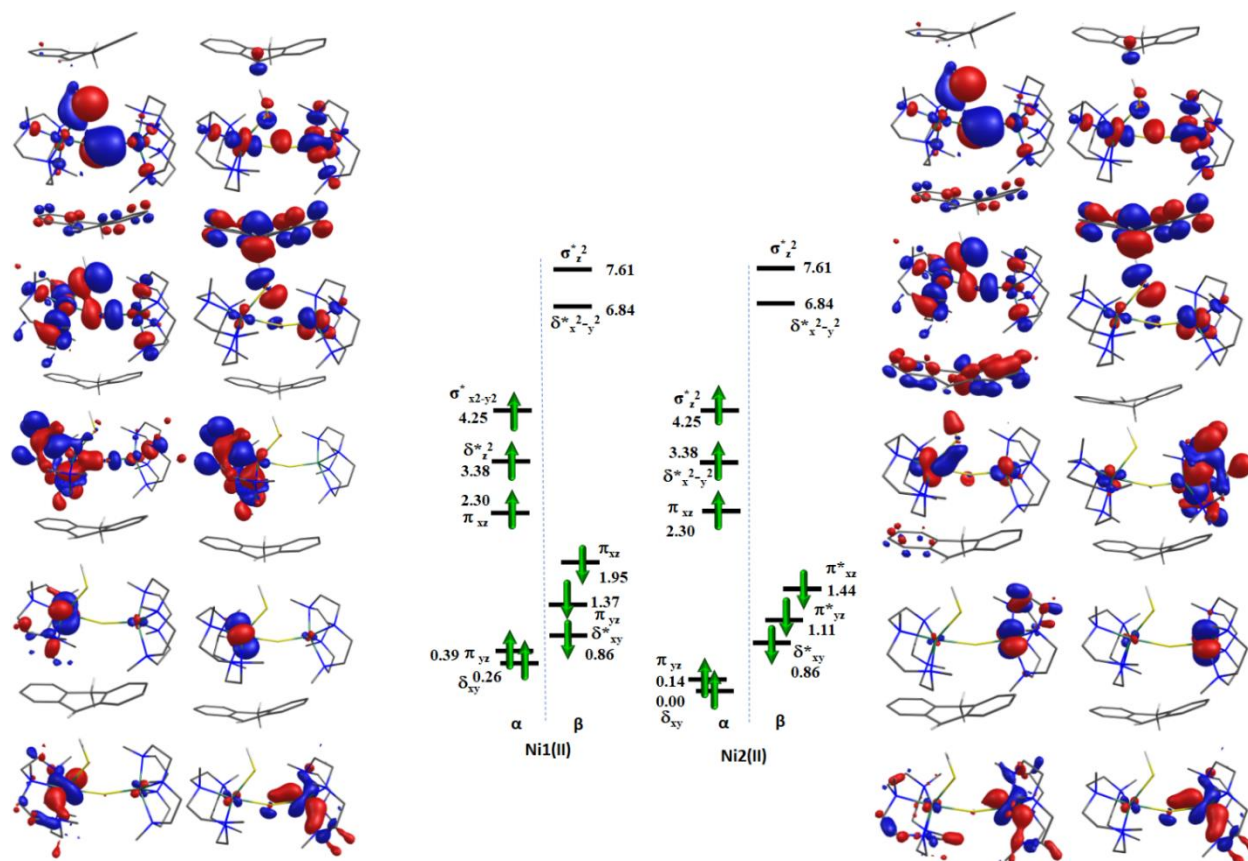 σ*z2
7.61
6.84
δ*x2-y2
σ*x2-y2
4.25
δ*z2
3.38
2.30
πxz
πxz
1.95
1.37
πyz
δ*xy
0.86
0.39 πyz
0.26
δxy
α β
Ni1(II)
σ*z2
7.61
6.84
δ*x2-y2
σ*z2
4.25
3.38
δ*x2-y2
πxz
2.30
π*xz
1.44
π*yz
1.11
δ*xy
0.86
πyz
0.14
0.00
δxy
α β
Ni2(II)